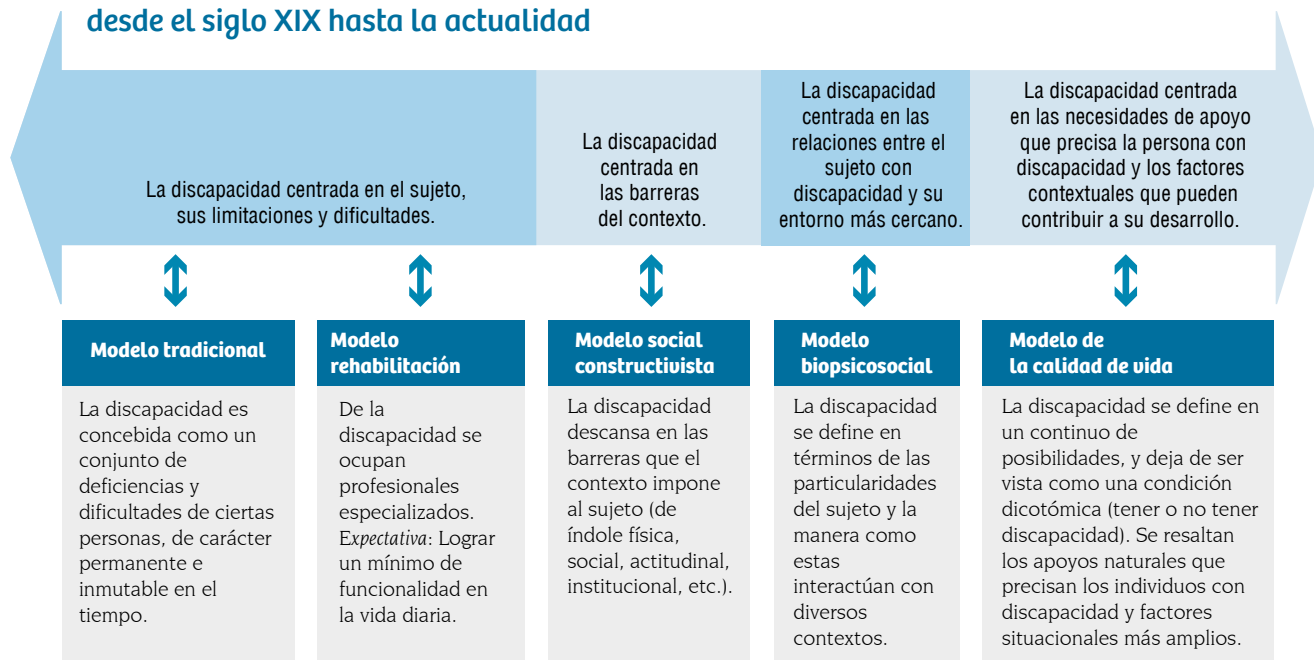 desde el siglo XIX hasta la actualidad
La discapacidad centrada en el sujeto,
sus limitaciones y dificultades.
La discapacidad
centrada en
las barreras
del contexto.
La discapacidad
centrada en las
relaciones entre el
sujeto con
discapacidad y su
entorno más cercano.
La discapacidad centrada
en las necesidades de apoyo
que precisa la persona con
discapacidad y los factores
contextuales que pueden
contribuir a su desarrollo.
Modelo tradicional
La discapacidad es
concebida como un
conjunto de
deficiencias y
dificultades de ciertas
personas, de carácter
permanente e
inmutable en el
tiempo.
Modelo
rehabilitación
De la
discapacidad se
ocupan
profesionales
especializados.
Expectativa: Lograr
un mínimo de
funcionalidad en
la vida diaria.
Modelo social
constructivista
La discapacidad
descansa en las
barreras que el
contexto impone
al sujeto (de
índole física,
social, actitudinal,
institucional, etc.).
Modelo
biopsicosocial
La discapacidad
se define en
términos de las
particularidades
del sujeto y la
manera como
estas
interactúan con
diversos
contextos.
Modelo de
la calidad de vida
La discapacidad se define en
un continuo de
posibilidades, y deja de ser
vista como una condición
dicotómica (tener o no tener
discapacidad). Se resaltan
los apoyos naturales que
precisan los individuos con
discapacidad y factores
situacionales más amplios.